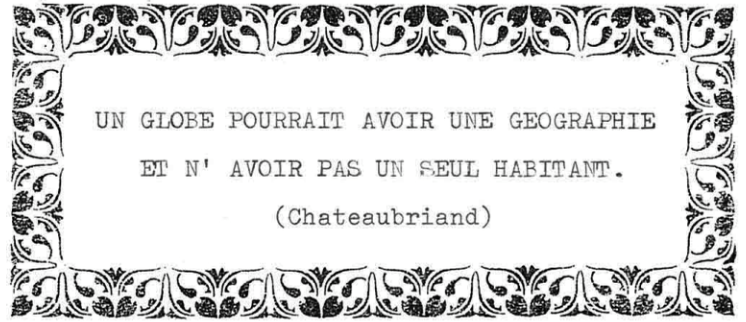 UN GLOBE POURRAIT AVOIR UNE GEOGRAPHIE
ET N' AVOIR PAS UN SEUL HABITANT.
(Chateaubriand)